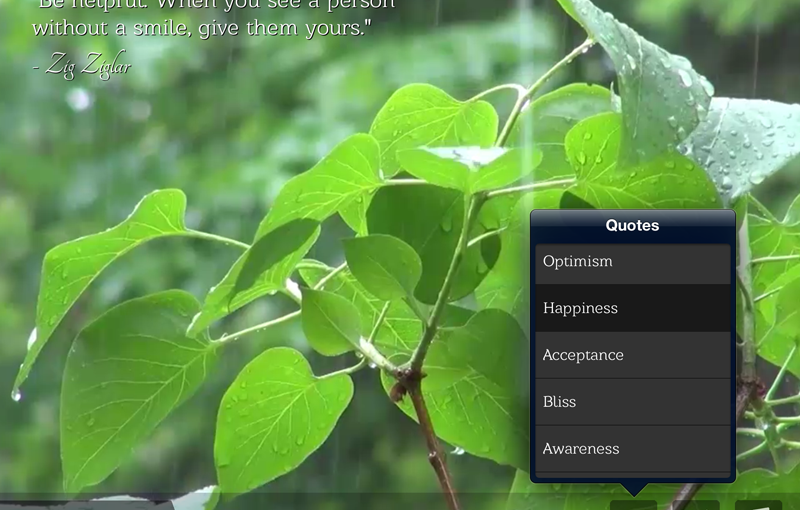 "Be helpful. When you see a person
without a smile, give them yours."
- Zig Ziglar
Quotes
Optimism
Happiness
Acceptance
Bliss
Awareness